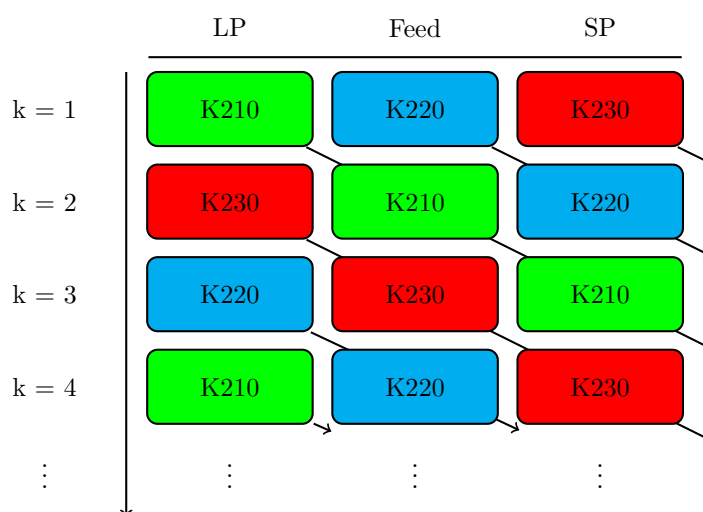 LP Feed SP
k = 1 K210 K220 K230
k = 2 K230 K210 K220
k = 3 K220 K230 K210
k = 4 K210 K220 K230
⋮ ⋮ ⋮ ⋮